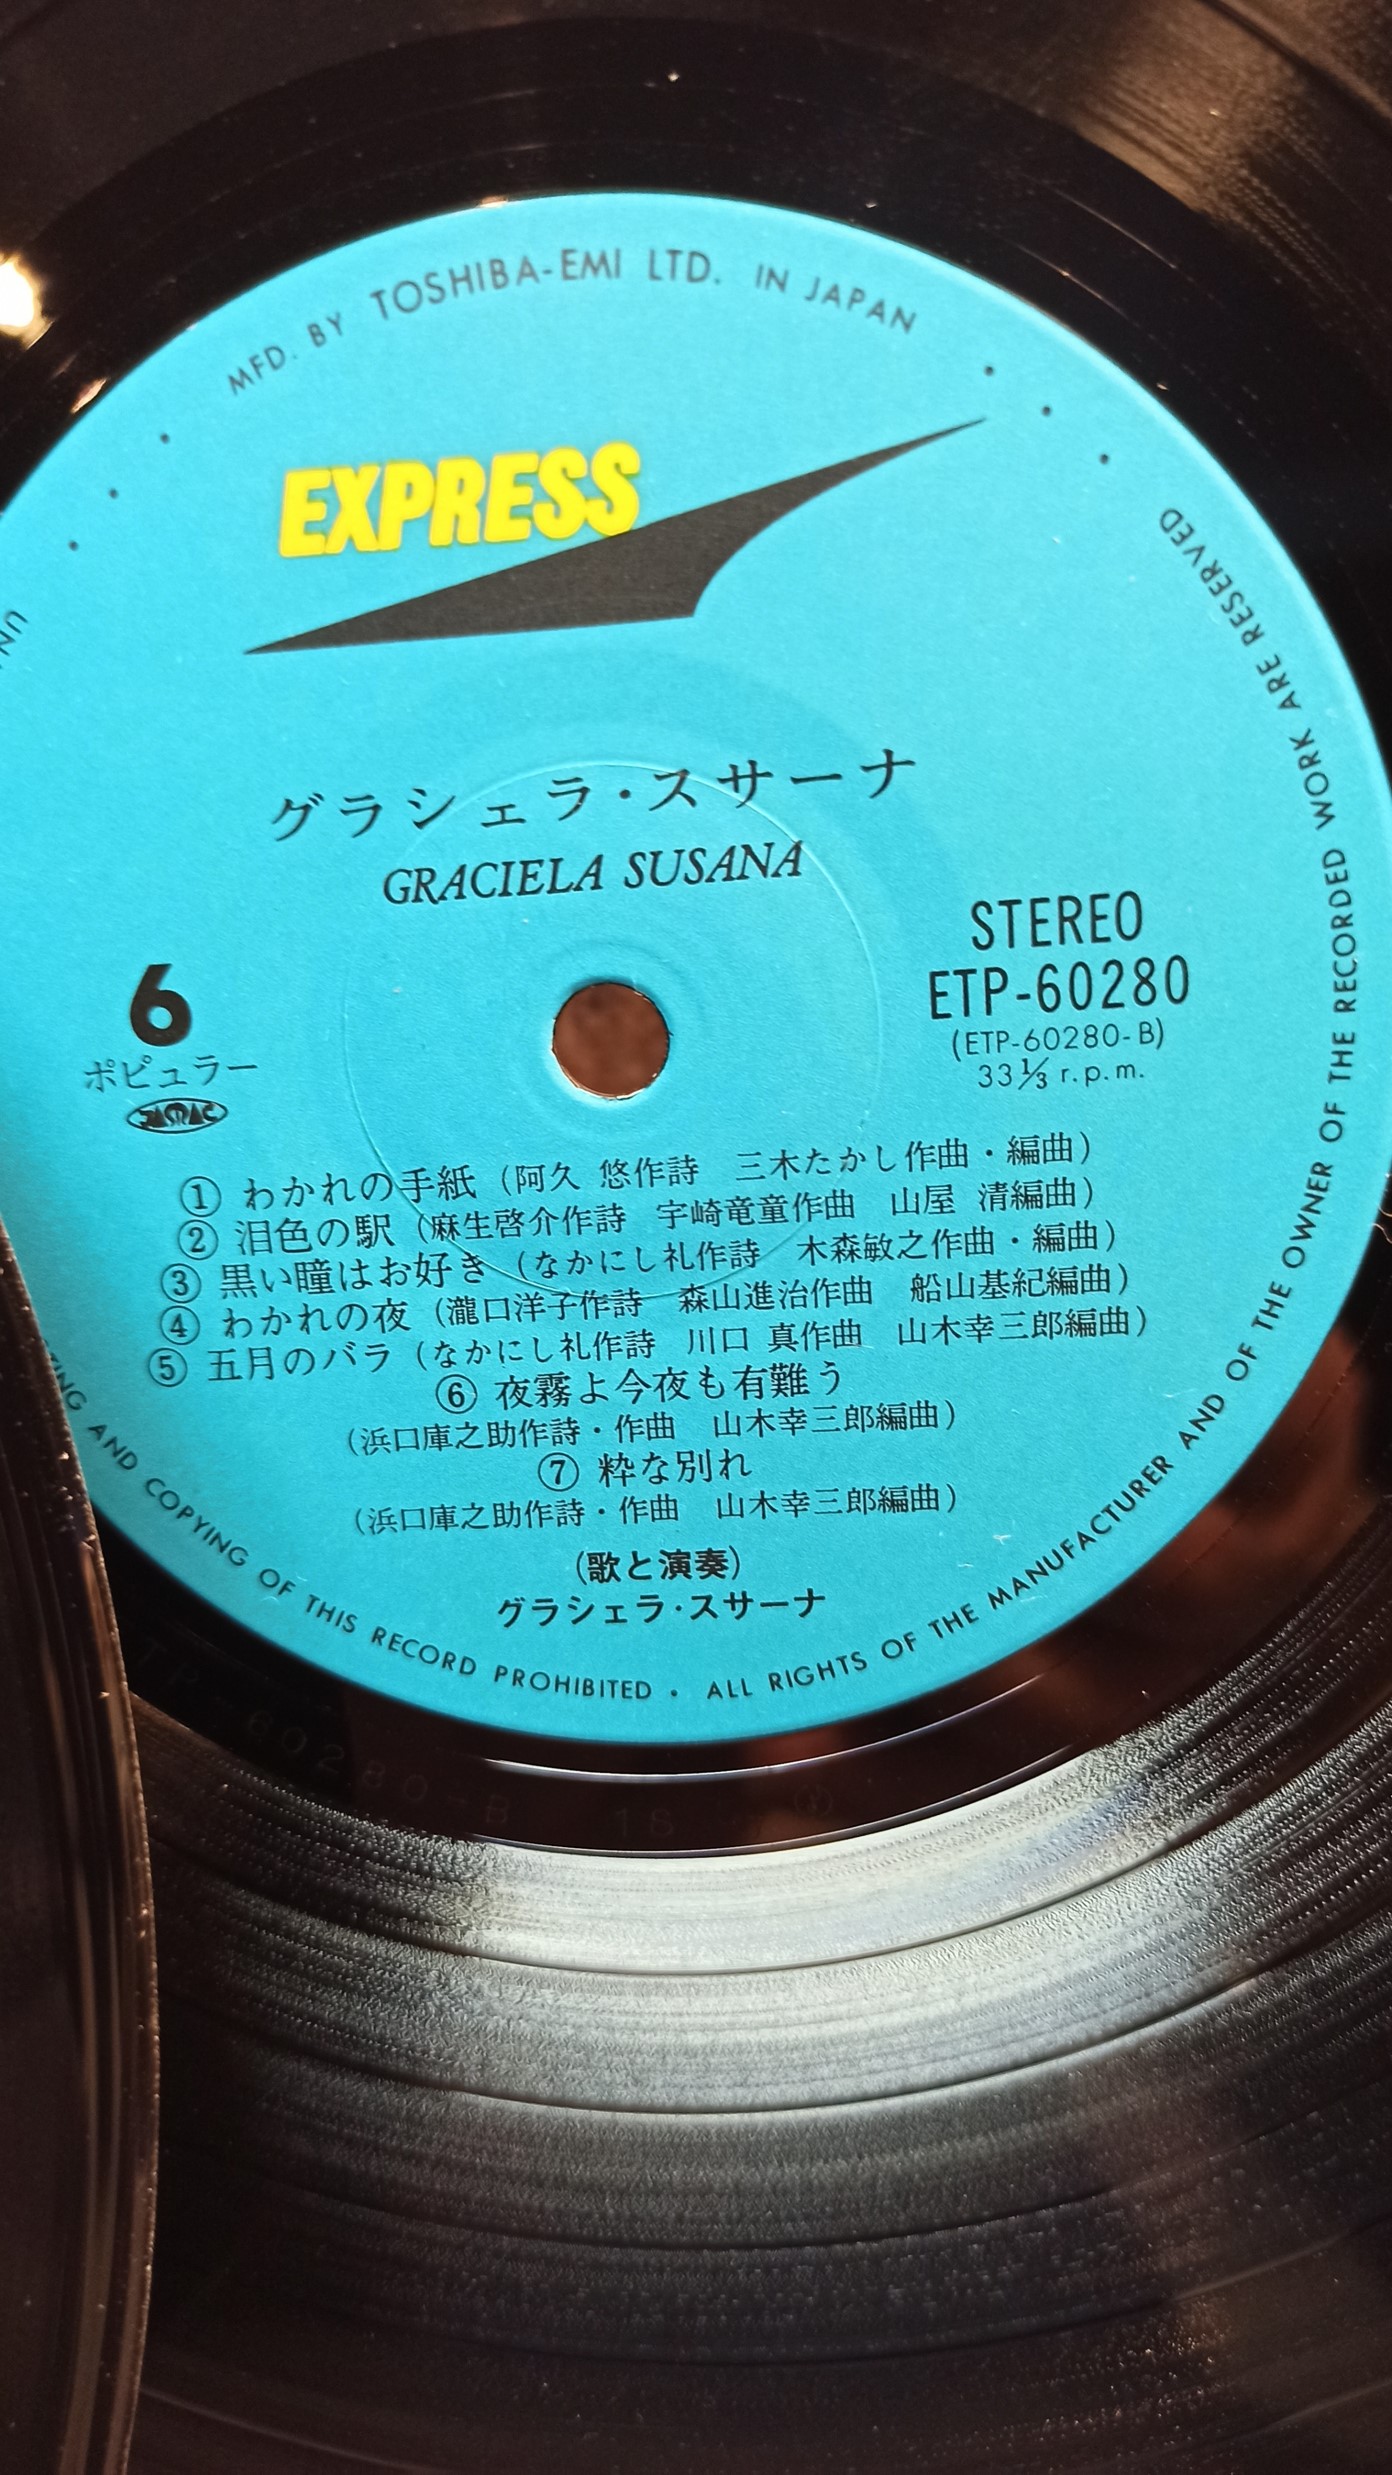 MFD. BY TOSHIBA-EMI LTD. IN JAPAN
EXPRESS
グラシェラ・スサーナ
GRACIELA SUSANA
STEREO
ETP-60280
(ETP-60280-B)
33⅓ r.p.m.
6
ポピュラー
JASRAC
① わかれの手紙 (阿久 悠作詩 三木たかし作曲・編曲)
② 泪色の駅 (麻生啓介作詩 宇崎竜童作曲 山屋 清編曲)
③ 黒い瞳はお好き (なかにし礼作詩 木森敏之作曲・編曲)
④ わかれの夜 (瀧口洋子作詩 森山進治作曲 船山基紀編曲)
⑤ 五月のバラ (なかにし礼作詩 川口 真作曲 山木幸三郎編曲)
⑥ 夜霧よ今夜も有難う
(浜口庫之助作詩・作曲 山木幸三郎編曲)
⑦ 粋な別れ
(浜口庫之助作詩・作曲 山木幸三郎編曲)
(歌と演奏)
グラシェラ・スサーナ
AND COPYING OF THIS RECORD PROHIBITED · ALL RIGHTS OF THE MANUFACTURER AND OF THE OWNER OF THE RECORDED WORK ARE RESERVED
60280-B 1S